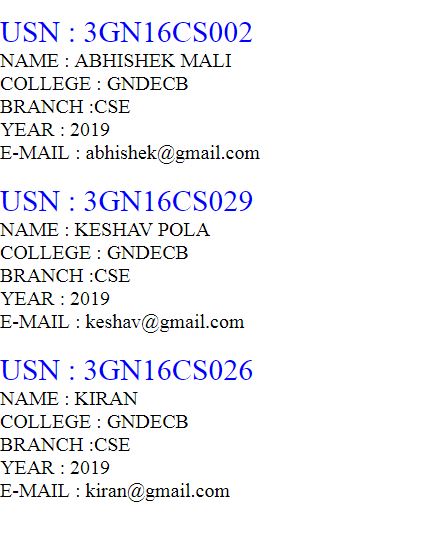 USN : 3GN16CS002
NAME : ABHISHEK MALI
COLLEGE : GNDECB
BRANCH :CSE
YEAR : 2019
E-MAIL : abhishek@gmail.com
USN : 3GN16CS029
NAME : KESHAV POLA
COLLEGE : GNDECB
BRANCH :CSE
YEAR : 2019
E-MAIL : keshav@gmail.com
USN : 3GN16CS026
NAME : KIRAN
COLLEGE : GNDECB
BRANCH :CSE
YEAR : 2019
E-MAIL : kiran@gmail.com